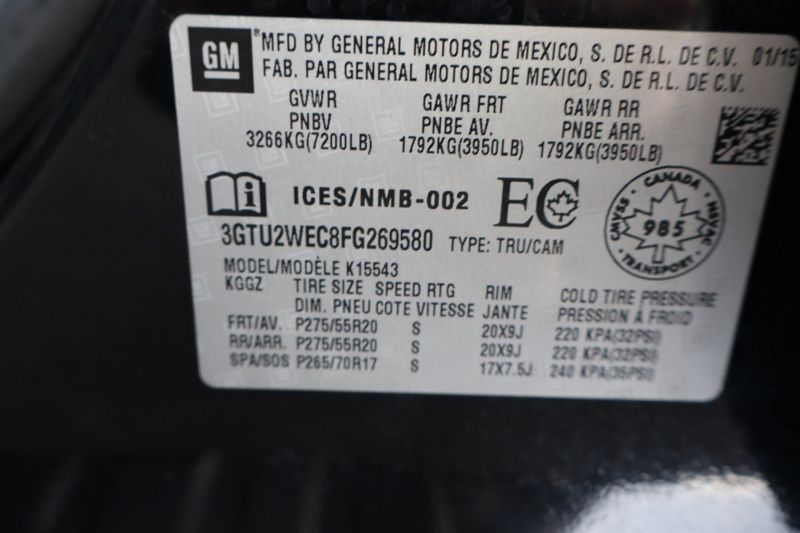 GM
*MFD BY GENERAL MOTORS DE MEXICO, S. DE R.L. DE C.V. 01/15
FAB. PAR GENERAL MOTORS DE MEXICO, S. DE R.L. DE C.V.
GVWR GAWR FRT GAWR RR
PNBV PNBE AV. PNBE ARR.
3266KG(7200LB) 1792KG(3950LB) 1792KG(3950LB)
i ICES/NMB-002 EC
CANADA
CMVSS 985 NSVAC
TRANSPORT
3GTU2WEC8FG269580 TYPE: TRU/CAM
MODEL/MODÈLE K15543
KGGZ TIRE SIZE SPEED RTG RIM COLD TIRE PRESSURE
DIM. PNEU COTE VITESSE JANTE PRESSION À FROID
FRT/AV. P275/55R20 S 20X9J 220 KPA(32PSI)
RR/ARR. P275/55R20 S 20X9J 220 KPA(32PSI)
SPA/SOS P265/70R17 S 17X7.5J 240 KPA(35PSI)